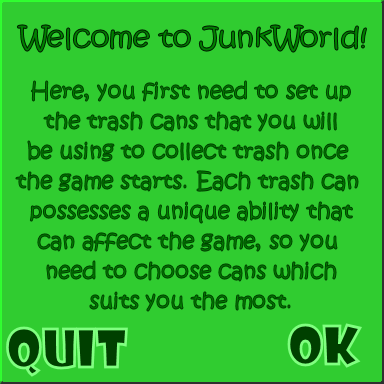 Welcome to JunkWorld!
Here, you first need to set up
the trash cans that you will
be using to collect trash once
the game starts. Each trash can
possesses a unique ability that
can affect the game, so you
need to choose cans which
suits you the most.
QUIT OK